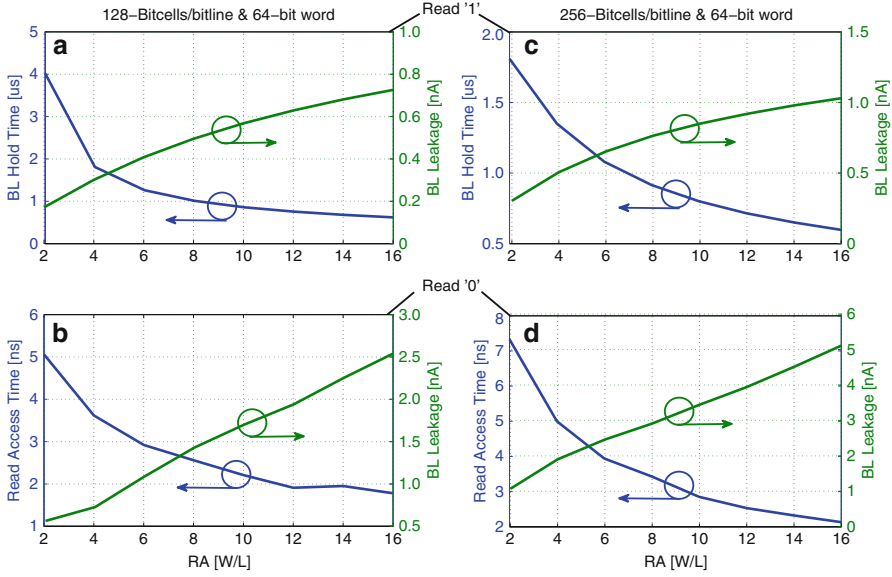 128−Bitcells/bitline & 64−bit word
Read '1'
256−Bitcells/bitline & 64−bit word
a
BL Hold Time [us]
5
4
3
2
1
0
BL Leakage [nA]
1.0
0.8
0.6
0.4
0.2
0
2 4 6 8 10 12 14 16
c
BL Hold Time [us]
2.0
1.5
1.0
0.5
BL Leakage [nA]
1.5
1.0
0.5
0
2 4 6 8 10 12 14 16
Read '0'
b
Read Access Time [ns]
6
5
4
3
2
1
BL Leakage [nA]
3.0
2.5
2.0
1.5
1.0
0.5
2 4 6 8 10 12 14 16
RA [W/L]
d
Read Access Time [ns]
8
7
6
5
4
3
2
BL Leakage [nA]
6
5
4
3
2
1
0
2 4 6 8 10 12 14 16
RA [W/L]